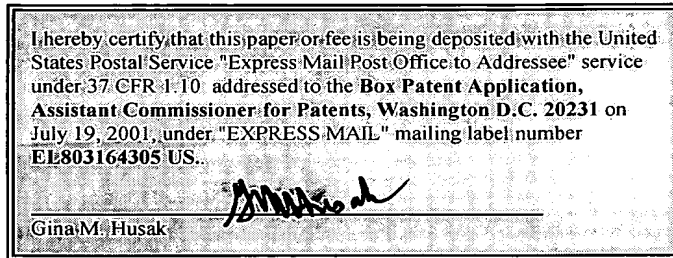 I hereby certify that this paper or fee is being deposited with the United
States Postal Service "Express Mail Post Office to Addressee" service
under 37 CFR 1.10 addressed to the Box Patent Application,
Assistant Commissioner for Patents, Washington D.C. 20231 on
July 19, 2001, under "EXPRESS MAIL" mailing label number
EL803164305 US..
Gina M. Husak